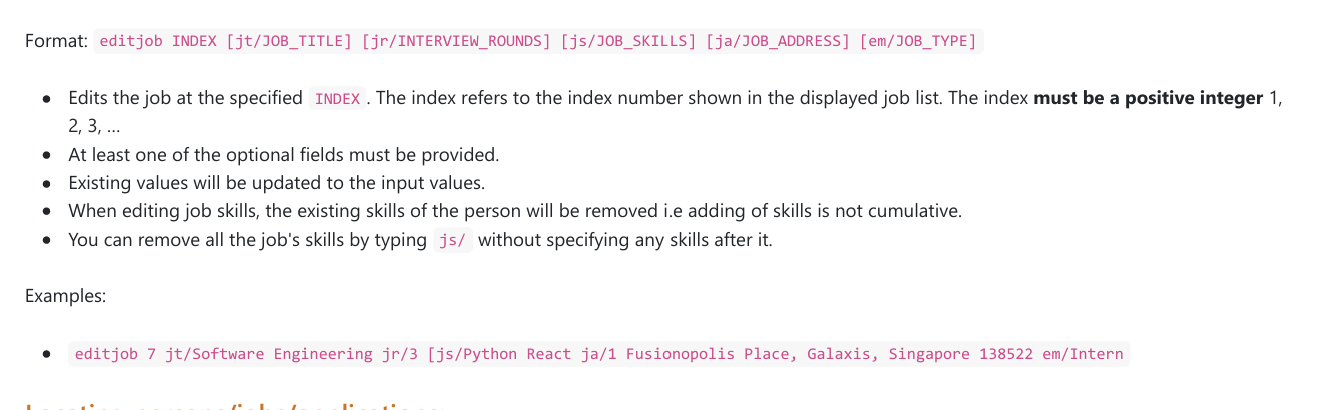 Format: editjob INDEX [jt/JOB_TITLE] [jr/INTERVIEW_ROUNDS] [js/JOB_SKILLS] [ja/JOB_ADDRESS] [em/JOB_TYPE]
• Edits the job at the specified INDEX. The index refers to the index number shown in the displayed job list. The index must be a positive integer 1,
2, 3, …
• At least one of the optional fields must be provided.
• Existing values will be updated to the input values.
• When editing job skills, the existing skills of the person will be removed i.e adding of skills is not cumulative.
• You can remove all the job's skills by typing js/ without specifying any skills after it.
Examples:
• editjob 7 jt/Software Engineering jr/3 [js/Python React ja/1 Fusionopolis Place, Galaxis, Singapore 138522 em/Intern